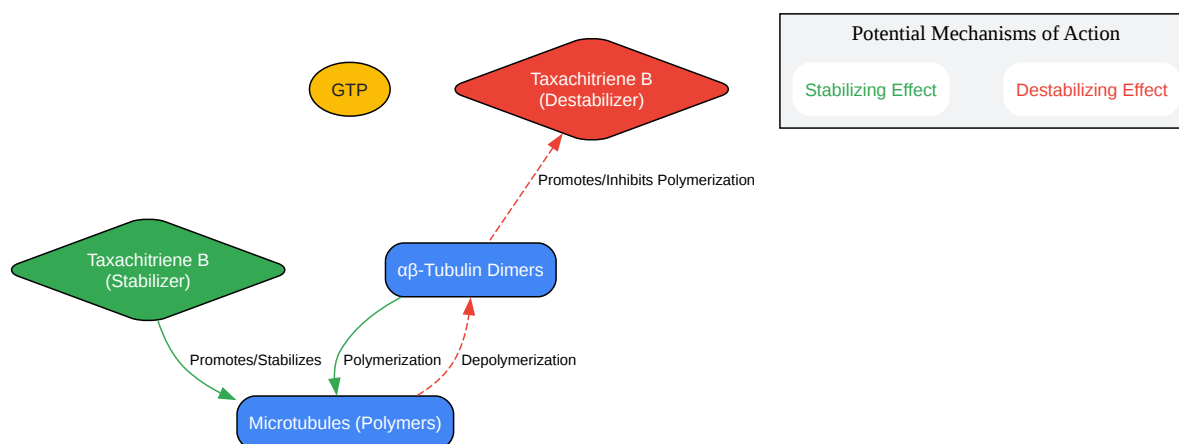 Potential Mechanisms of Action
Stabilizing Effect
Destabilizing Effect
GTP
Taxachitriene B
(Destabilizer)
Promotes/Inhibits Polymerization
Taxachitriene B
(Stabilizer)
αβ-Tubulin Dimers
Promotes/Stabilizes
Polymerization
Depolymerization
Microtubules (Polymers)